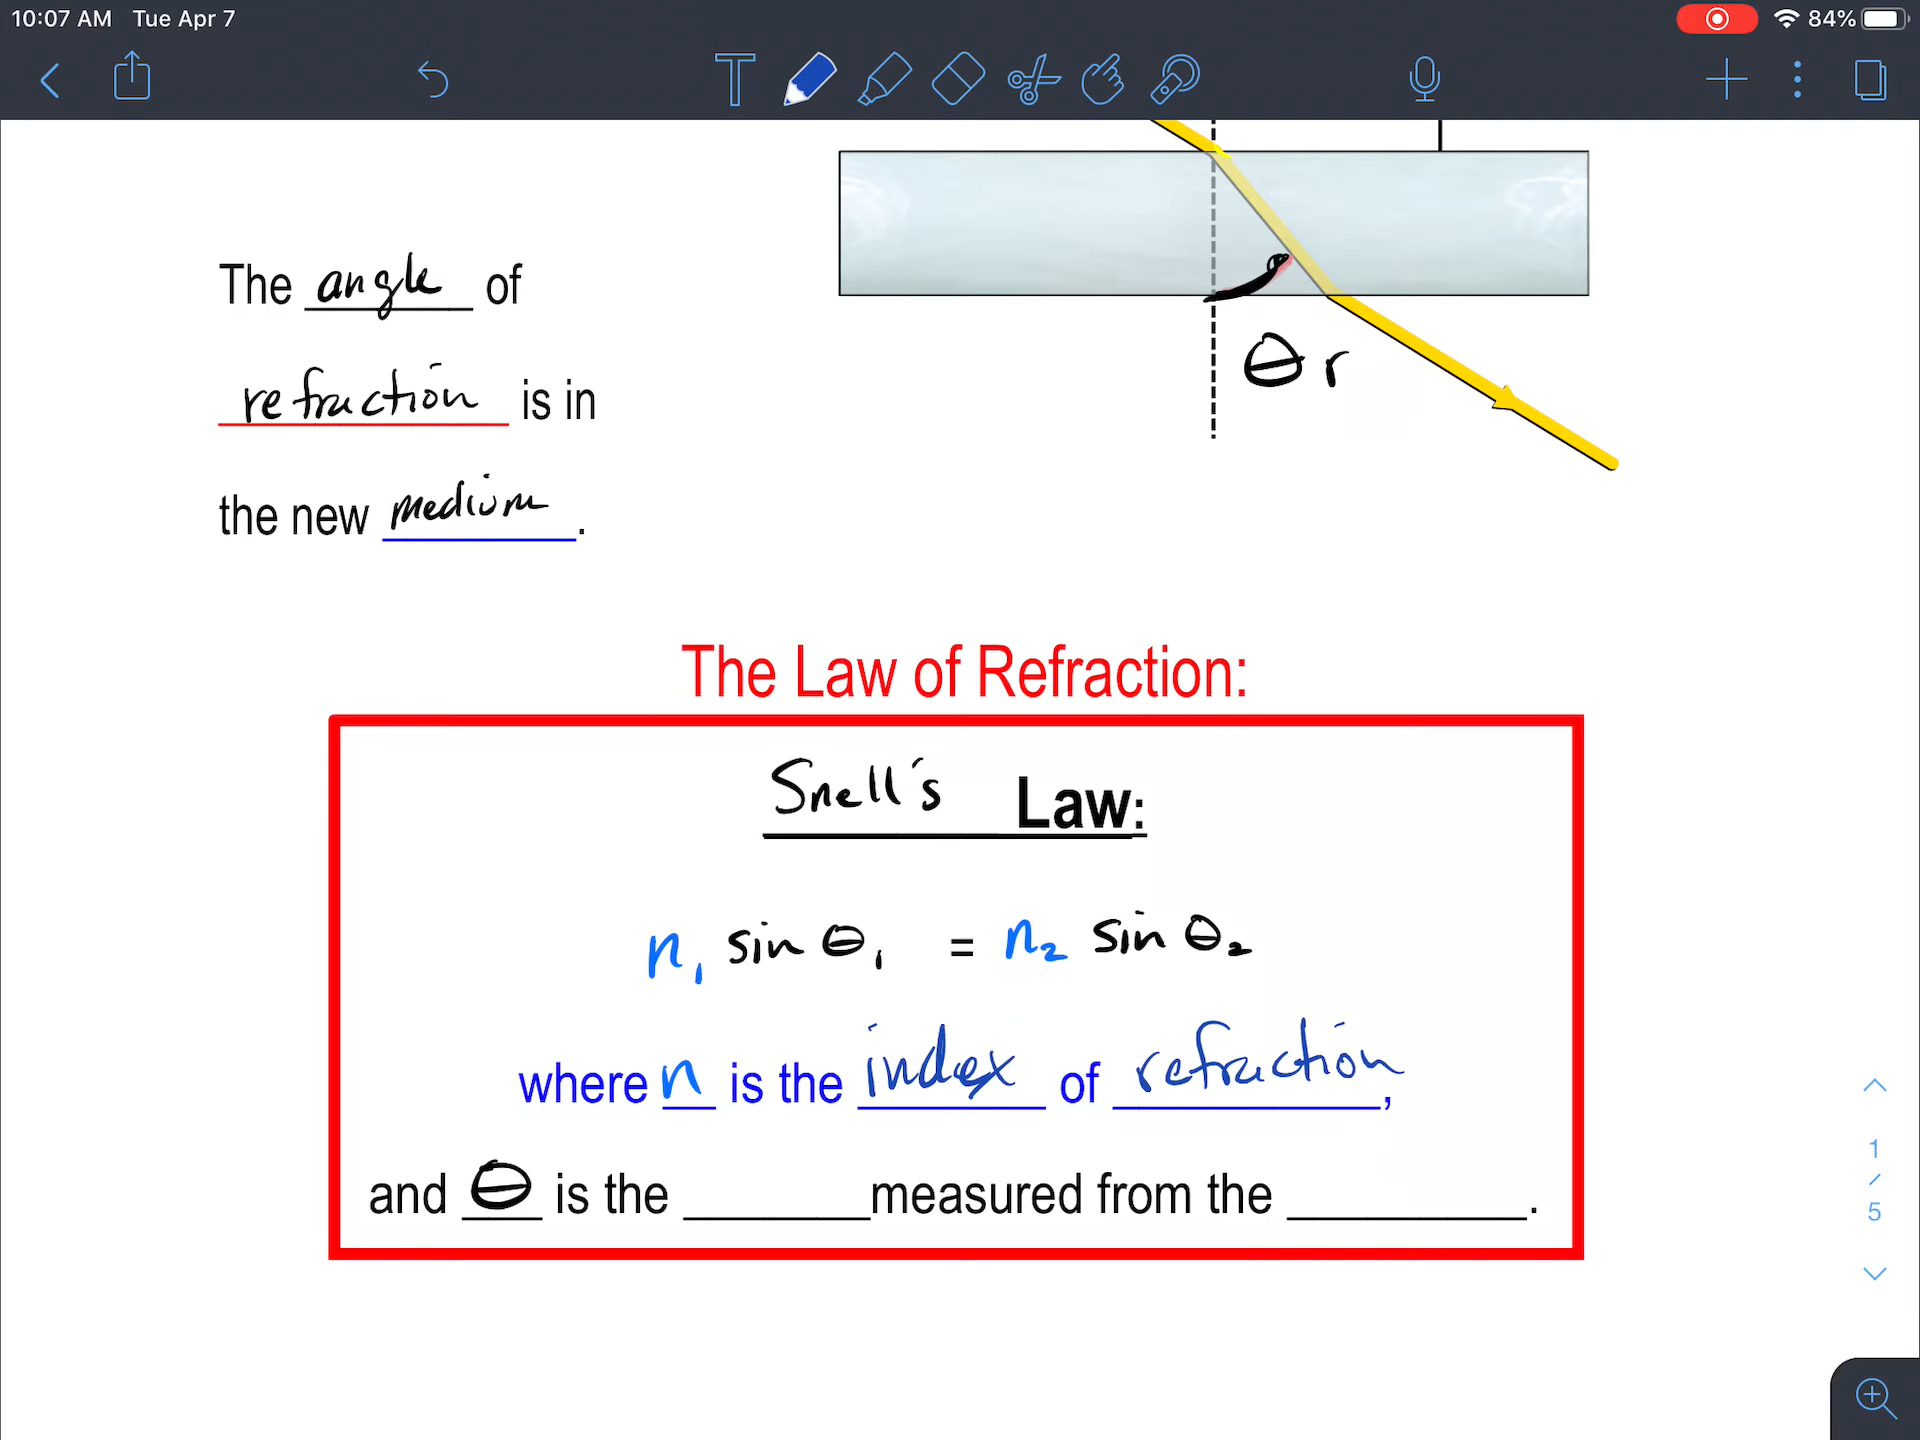 10:07 AM Tue Apr 7 84%
T
The angle of
refraction is in
the new medium.
θr
The Law of Refraction:
Snell's Law:
n₁ sin θ₁ = n₂ sin θ₂
where n is the index of refraction,
and θ is the ________ measured from the __________.
1
/
5